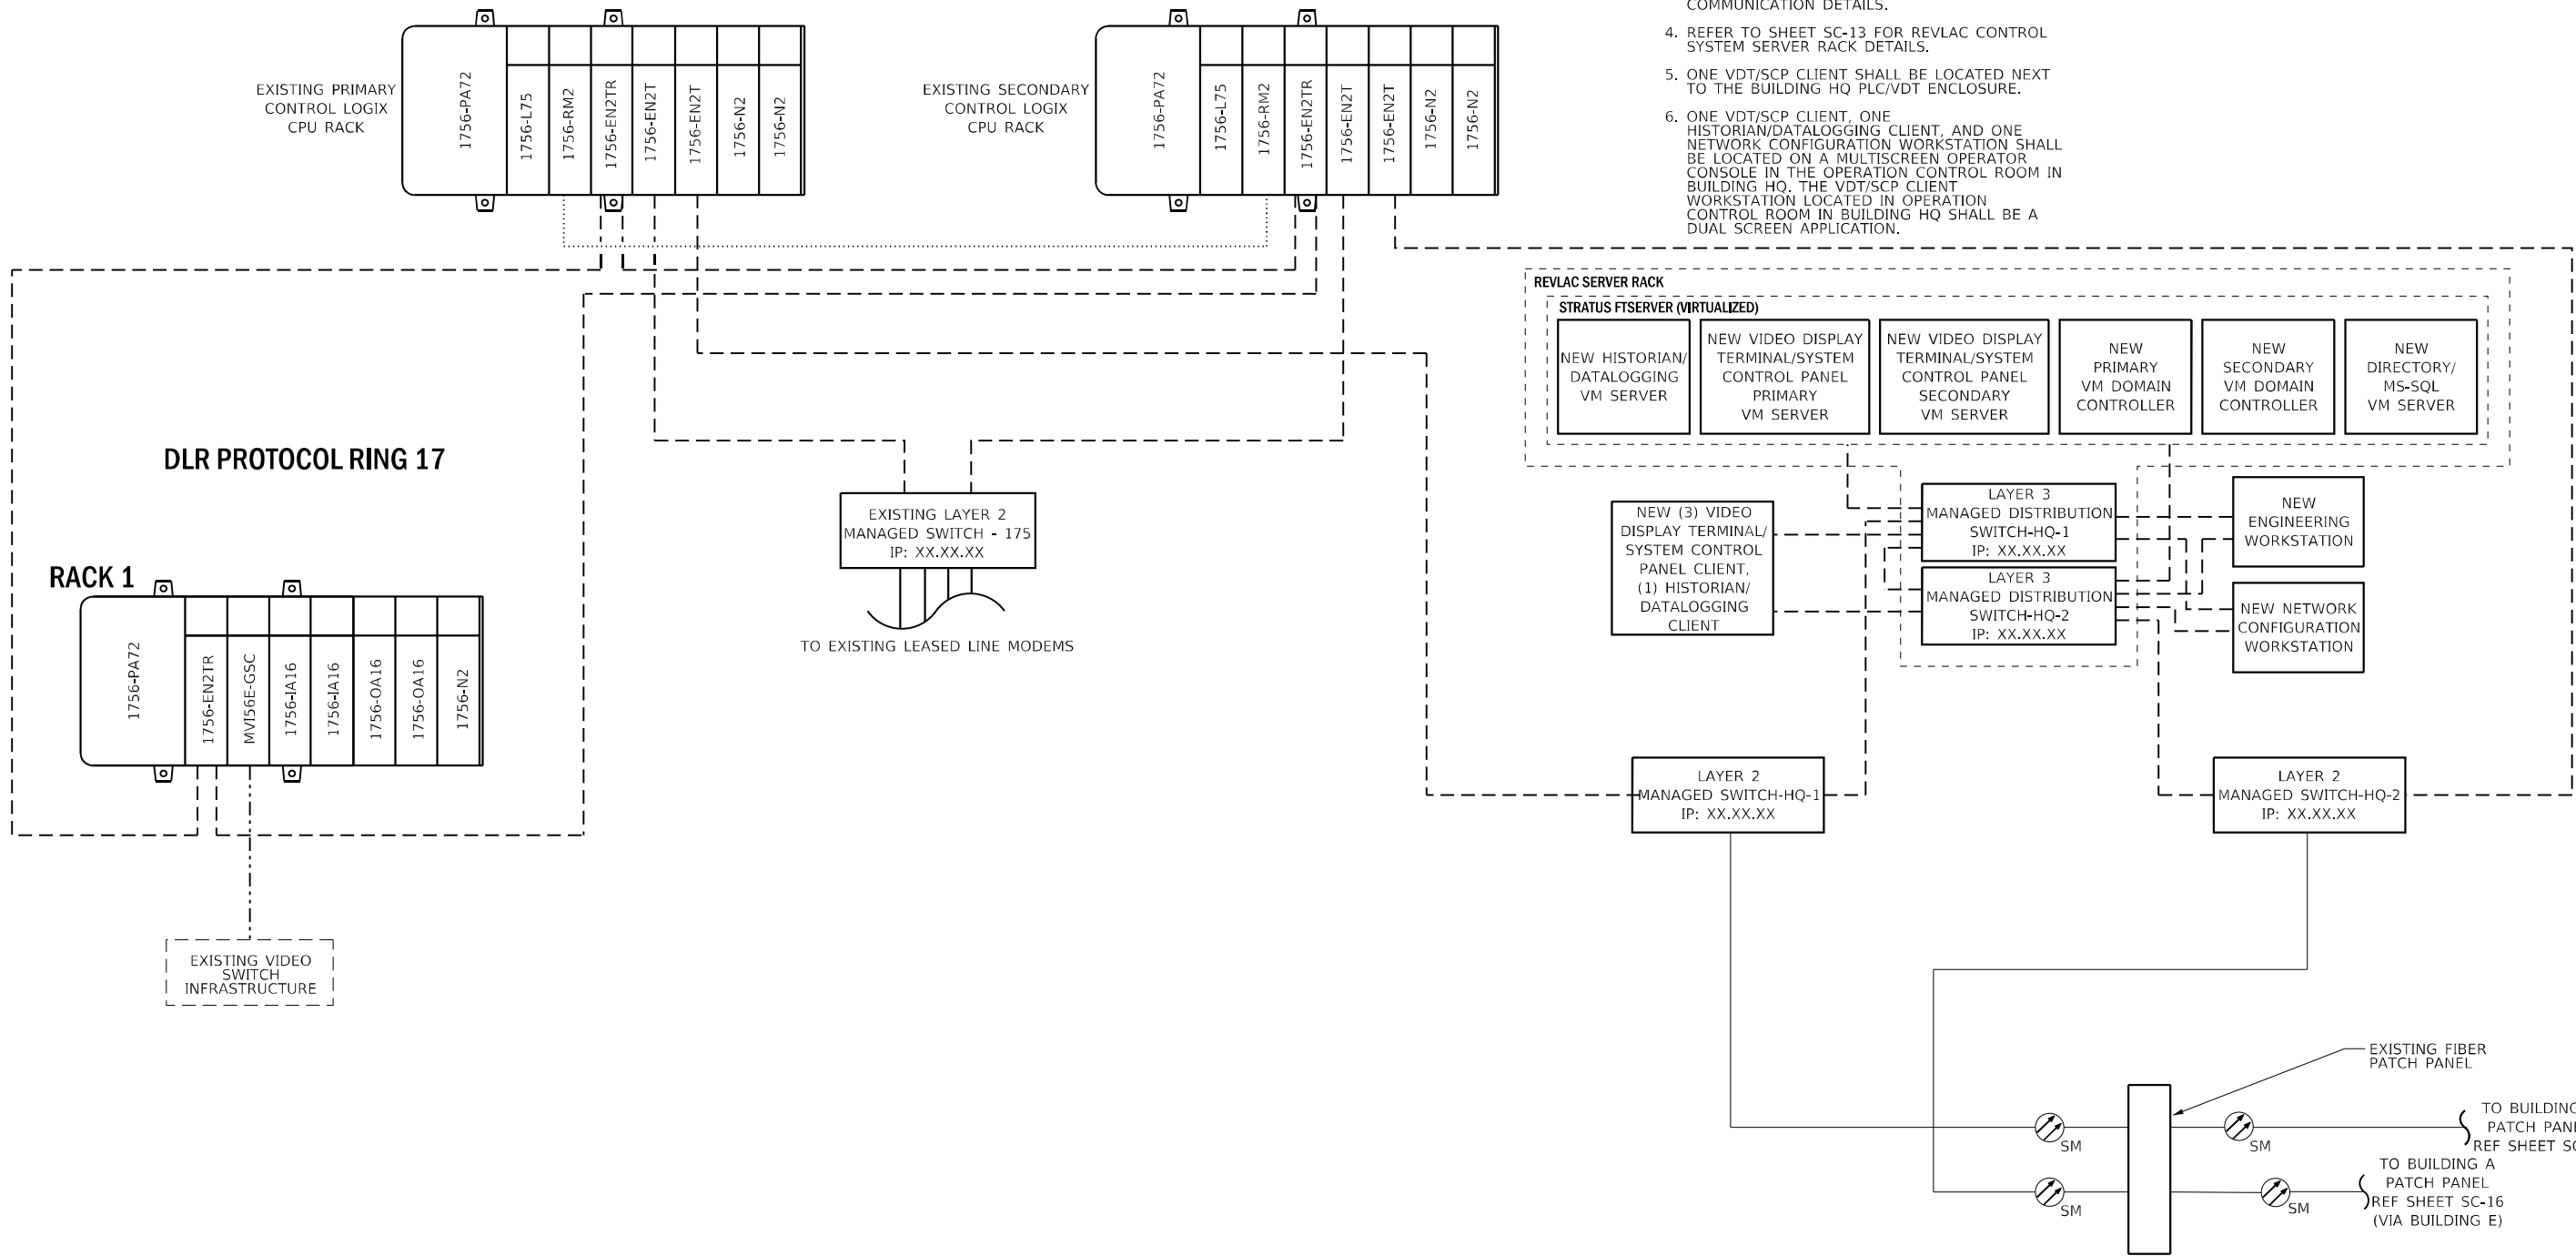 COMMUNICATION DETAILS.
4. REFER TO SHEET SC-13 FOR REVLAC CONTROL
SYSTEM SERVER RACK DETAILS.
5. ONE VDT/SCP CLIENT SHALL BE LOCATED NEXT
TO THE BUILDING HQ PLC/VDT ENCLOSURE.
6. ONE VDT/SCP CLIENT, ONE
HISTORIAN/DATALOGGING CLIENT, AND ONE
NETWORK CONFIGURATION WORKSTATION SHALL
BE LOCATED ON A MULTISCREEN OPERATOR
CONSOLE IN THE OPERATION CONTROL ROOM IN
BUILDING HQ. THE VDT/SCP CLIENT
WORKSTATION LOCATED IN OPERATION
CONTROL ROOM IN BUILDING HQ SHALL BE A
DUAL SCREEN APPLICATION.
EXISTING PRIMARY
CONTROL LOGIX
CPU RACK
1756-PA72
1756-L75
1756-RM2
1756-EN2TR
1756-EN2T
1756-EN2T
1756-N2
1756-N2
EXISTING SECONDARY
CONTROL LOGIX
CPU RACK
1756-PA72
1756-L75
1756-RM2
1756-EN2TR
1756-EN2T
1756-EN2T
1756-N2
1756-N2
REVLAC SERVER RACK
STRATUS FTSERVER (VIRTUALIZED)
NEW HISTORIAN/
DATALOGGING
VM SERVER
NEW VIDEO DISPLAY
TERMINAL/SYSTEM
CONTROL PANEL
PRIMARY
VM SERVER
NEW VIDEO DISPLAY
TERMINAL/SYSTEM
CONTROL PANEL
SECONDARY
VM SERVER
NEW
PRIMARY
VM DOMAIN
CONTROLLER
NEW
SECONDARY
VM DOMAIN
CONTROLLER
NEW
DIRECTORY/
MS-SQL
VM SERVER
DLR PROTOCOL RING 17
EXISTING LAYER 2
MANAGED SWITCH - 175
IP: XX.XX.XX
TO EXISTING LEASED LINE MODEMS
NEW (3) VIDEO
DISPLAY TERMINAL/
SYSTEM CONTROL
PANEL CLIENT,
(1) HISTORIAN/
DATALOGGING
CLIENT
LAYER 3
MANAGED DISTRIBUTION
SWITCH-HQ-1
IP: XX.XX.XX
LAYER 3
MANAGED DISTRIBUTION
SWITCH-HQ-2
IP: XX.XX.XX
NEW
ENGINEERING
WORKSTATION
NEW NETWORK
CONFIGURATION
WORKSTATION
RACK 1
1756-PA72
1756-EN2TR
MVI56E-GSC
1756-IA16
1756-IA16
1756-OA16
1756-OA16
1756-N2
LAYER 2
MANAGED SWITCH-HQ-1
IP: XX.XX.XX
LAYER 2
MANAGED SWITCH-HQ-2
IP: XX.XX.XX
EXISTING VIDEO
SWITCH
INFRASTRUCTURE
EXISTING FIBER
PATCH PANEL
SM
SM
TO BUILDING
PATCH
REF SHEET
SM
SM
TO BUILDING A
PATCH PANEL
REF SHEET SC-16
(VIA BUILDING E)